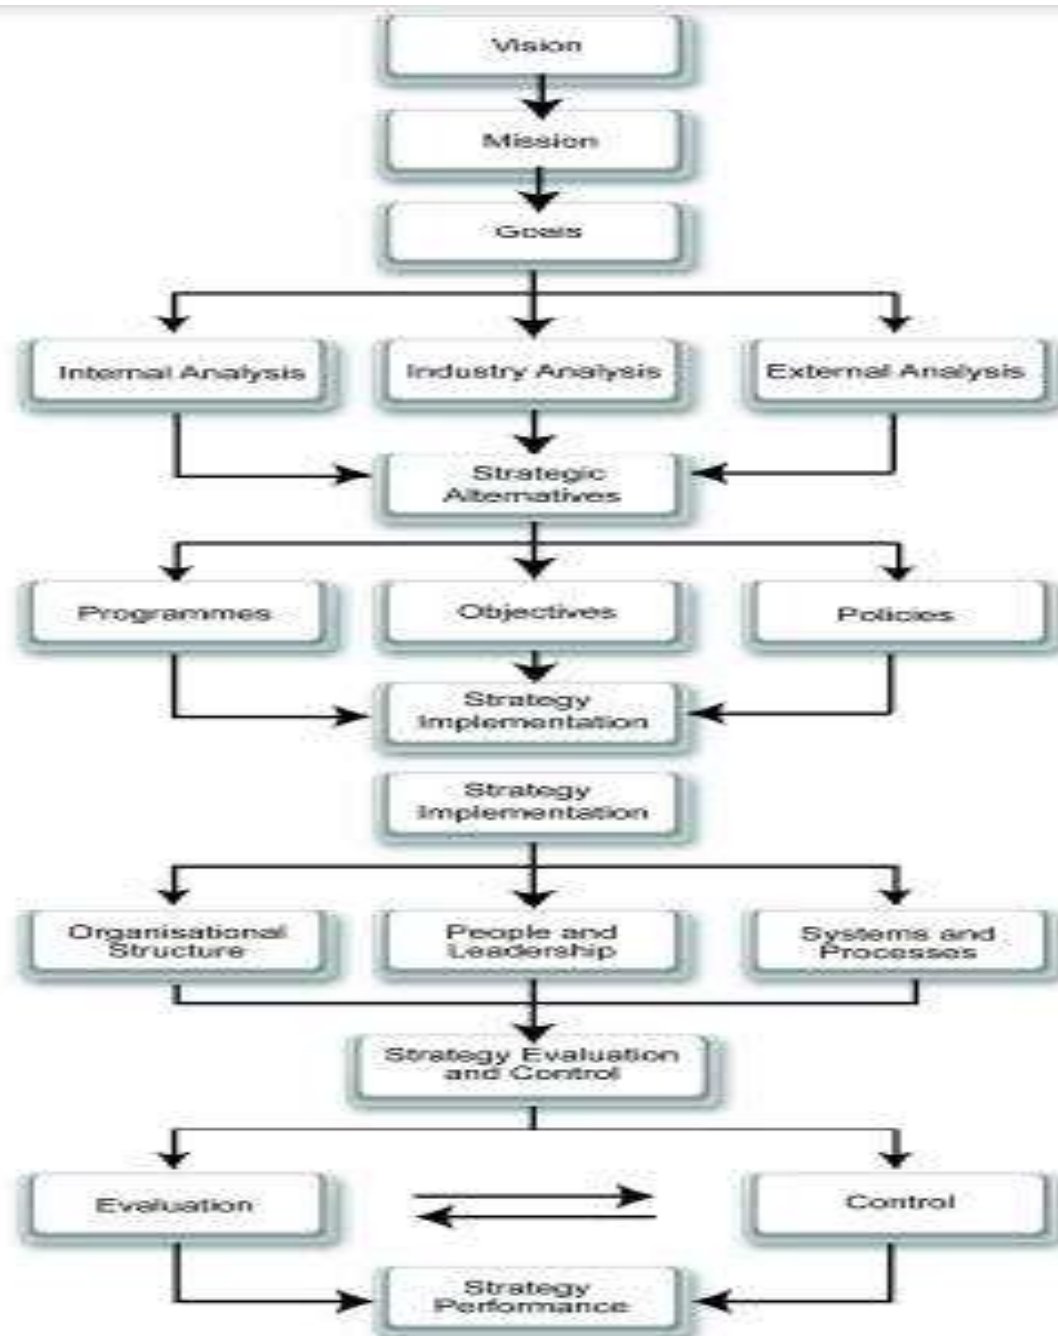 Vision
Mission
Goals
Internal Analysis
Industry Analysis
External Analysis
Strategic
Alternatives
Programmes
Objectives
Policies
Strategy
Implementation
Strategy
Implementation
Organisational
Structure
People and
Leadership
Systems and
Processes
Strategy Evaluation
and Control
Evaluation
Control
Strategy
Performance